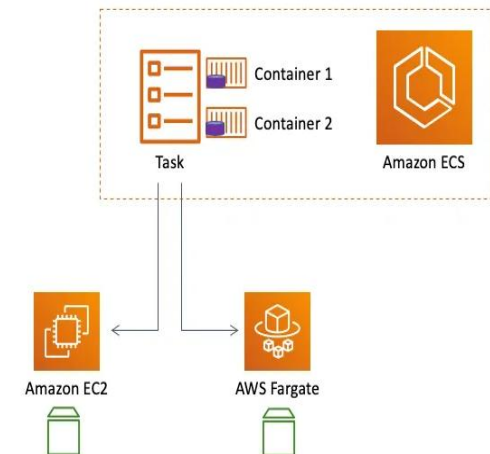 Container 1
Container 2
Task
Amazon ECS
Amazon EC2
AWS Fargate